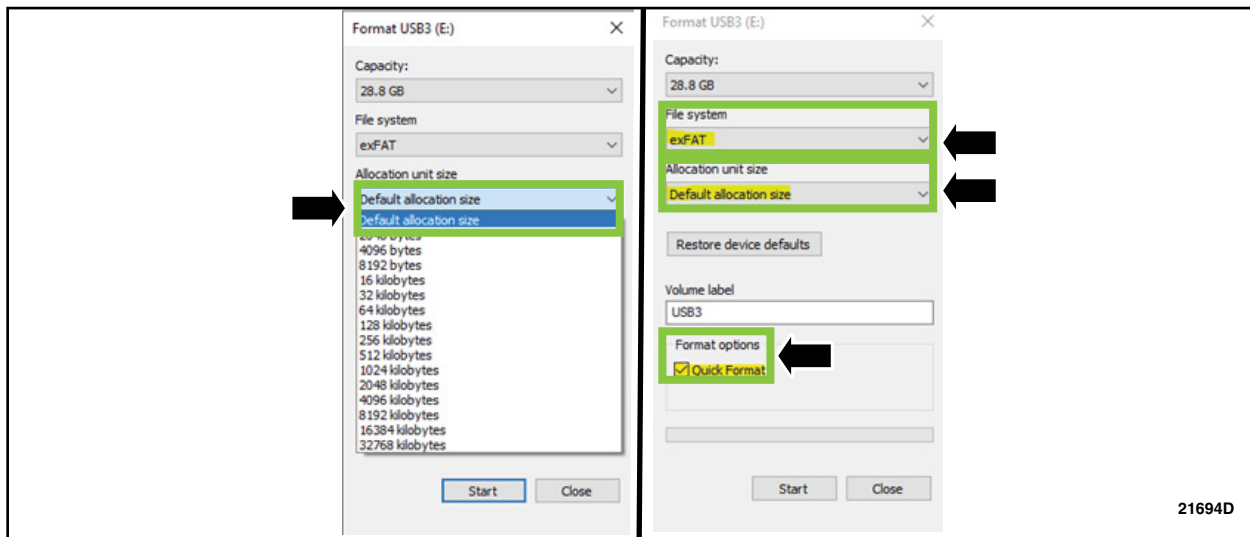 Format USB3 (E:)
Capacity:
28.8 GB
File system
exFAT
Allocation unit size
Default allocation size
Default allocation size
2048 bytes
4096 bytes
8192 bytes
16 kilobytes
32 kilobytes
64 kilobytes
128 kilobytes
256 kilobytes
512 kilobytes
1024 kilobytes
2048 kilobytes
4096 kilobytes
8192 kilobytes
16384 kilobytes
32768 kilobytes
Start Close
Format USB3 (E:)
Capacity:
28.8 GB
File system
exFAT
Allocation unit size
Default allocation size
Restore device defaults
Volume label
USB3
Format options
Quick Format
Start Close
21694D